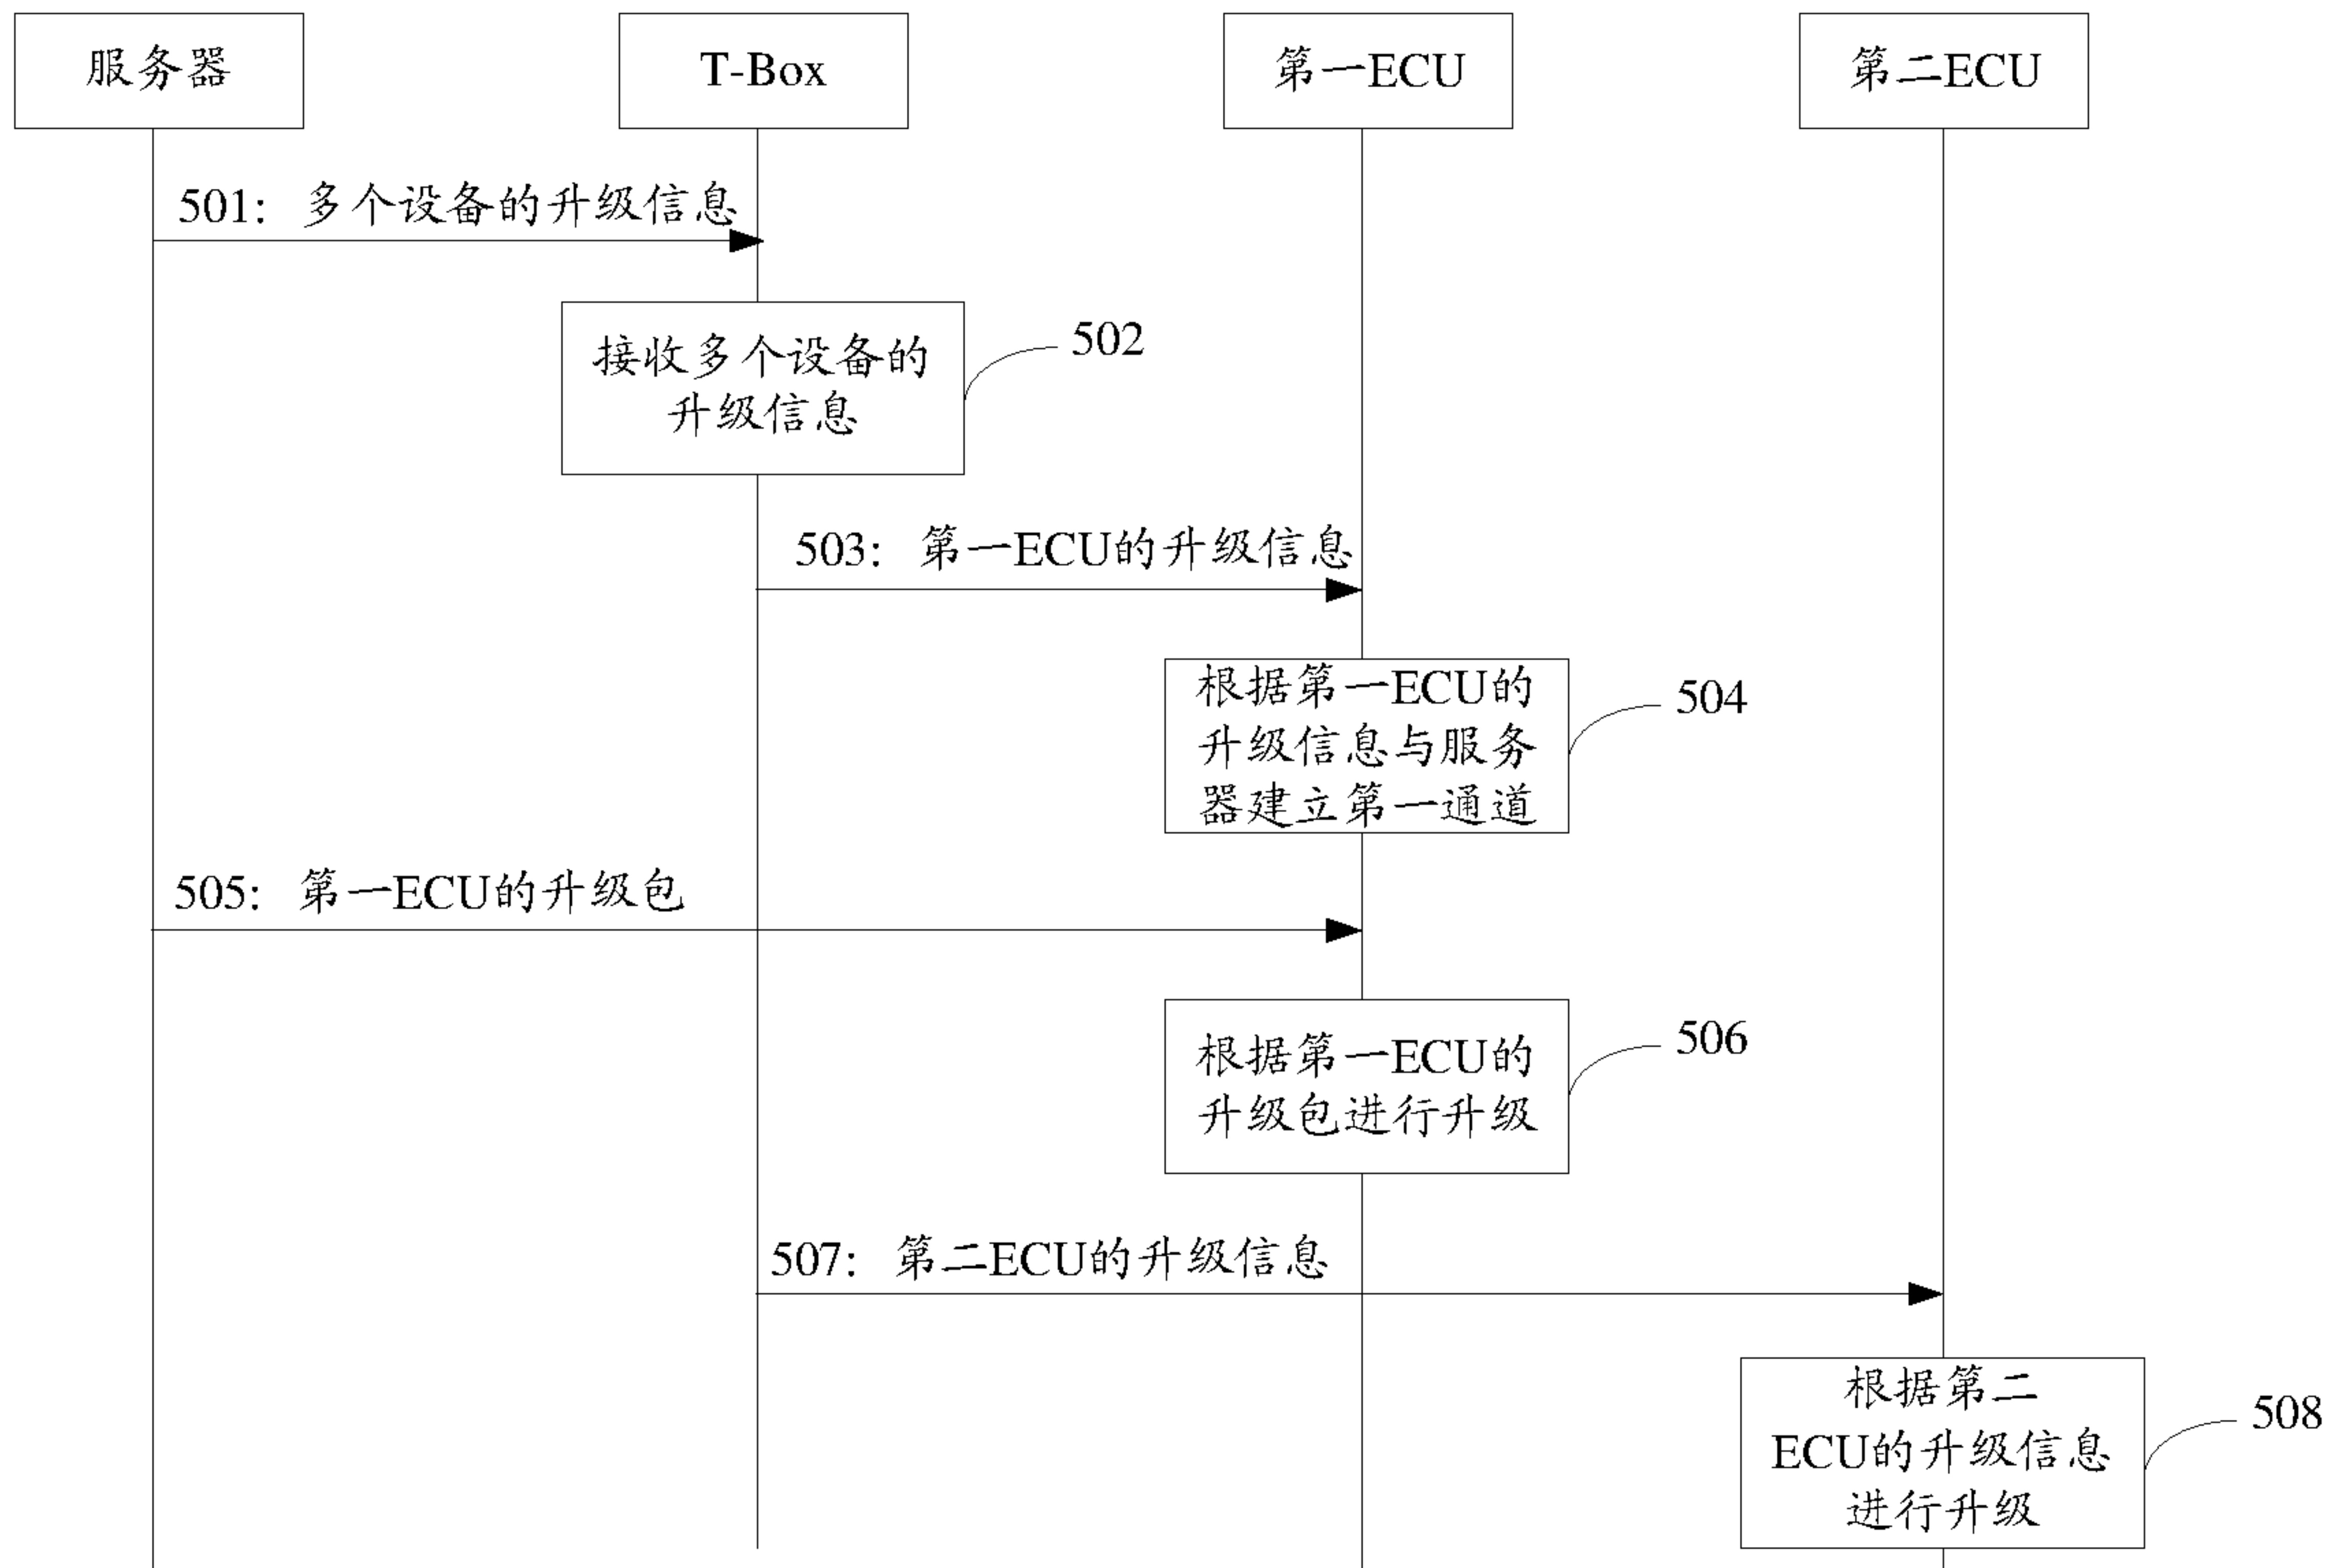 服务器
T-Box
第一ECU
第二ECU
501: 多个设备的升级信息
接收多个设备的
升级信息
502
503: 第一ECU的升级信息
根据第一ECU的
升级信息与服务
器建立第一通道
504
505: 第一ECU的升级包
根据第一ECU的
升级包进行升级
506
507: 第二ECU的升级信息
根据第二
ECU的升级信息
进行升级
508